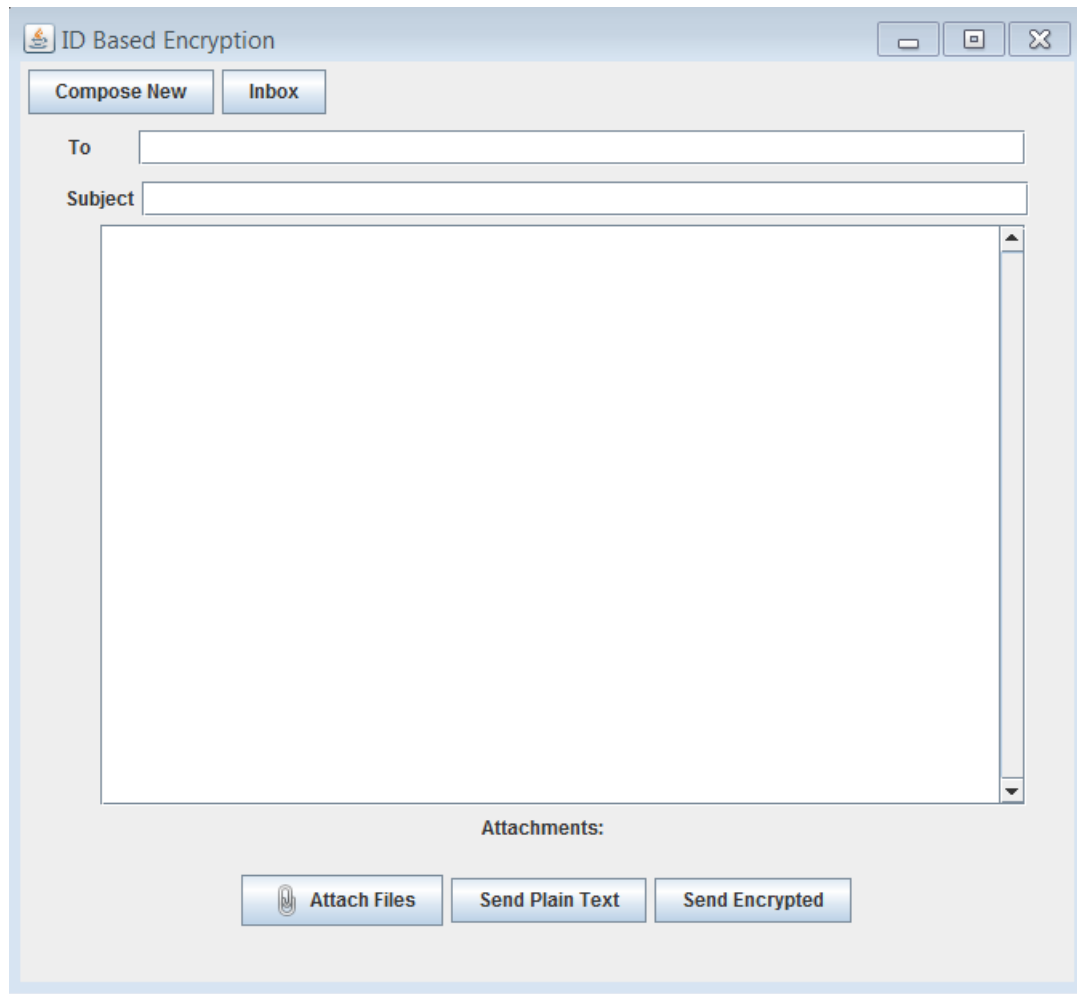 ID Based Encryption
Compose New Inbox
To
Subject
Attachments:
Attach Files Send Plain Text Send Encrypted